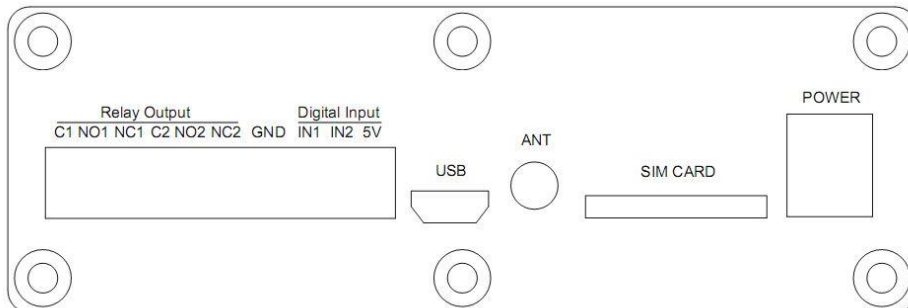 POWER
Relay Output Digital Input
C1 NO1 NC1 C2 NO2 NC2 GND IN1 IN2 5V
ANT
USB
SIM CARD